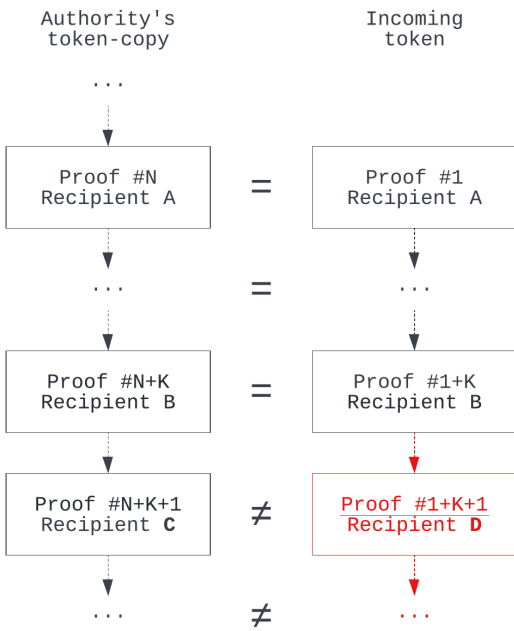 Authority's
token-copy
Incoming
token
...
Proof #N
Recipient A
=
Proof #1
Recipient A
...
=
...
Proof #N+K
Recipient B
=
Proof #1+K
Recipient B
Proof #N+K+1
Recipient C
≠
Proof #1+K+1
Recipient D
...
≠
...